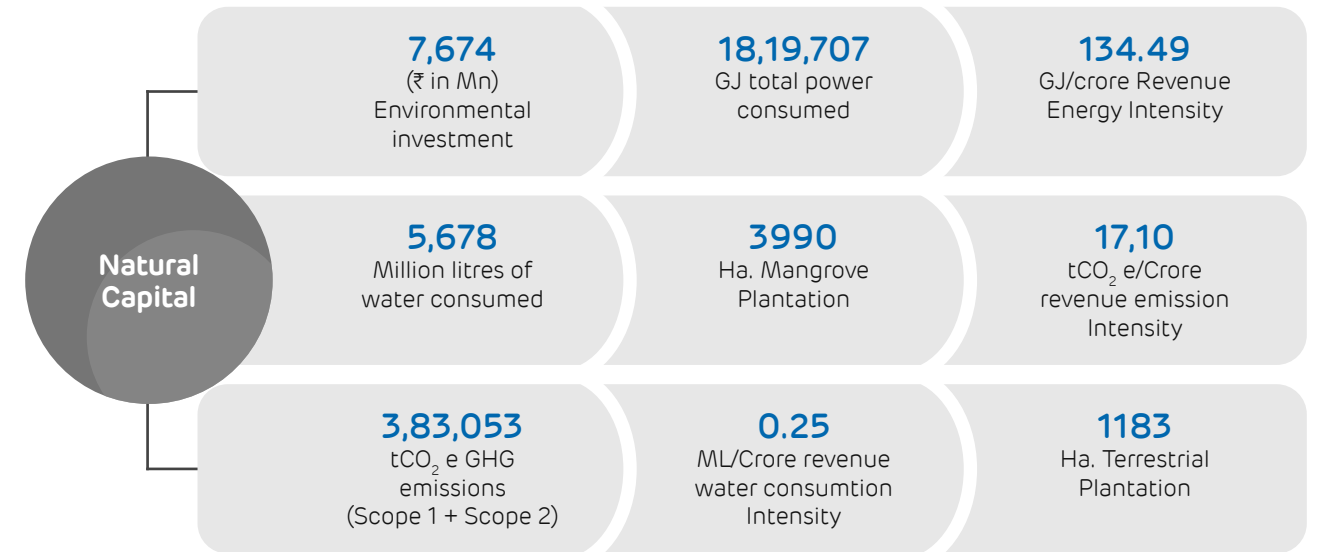 Natural
Capital
7,674
(₹ in Mn)
Environmental
investment
18,19,707
GJ total power
consumed
134.49
GJ/crore Revenue
Energy Intensity
5,678
Million litres of
water consumed
3990
Ha. Mangrove
Plantation
17,10
tCO₂ e/Crore
revenue emission
Intensity
3,83,053
tCO₂ e GHG
emissions
(Scope 1 + Scope 2)
0.25
ML/Crore revenue
water consumtion
Intensity
1183
Ha. Terrestrial
Plantation